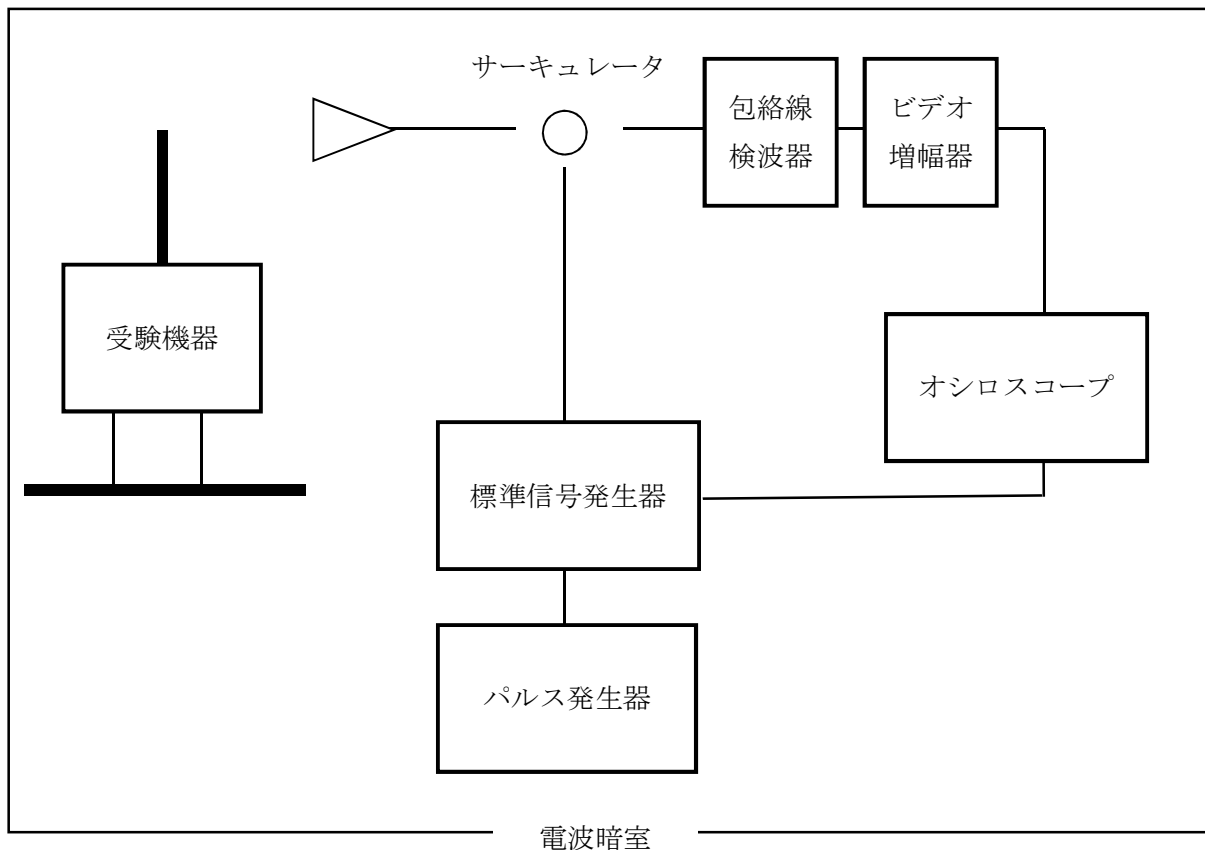 サーキュレータ
包絡線
検波器
ビデオ
増幅器
受験機器
オシロスコープ
標準信号発生器
パルス発生器
電波暗室